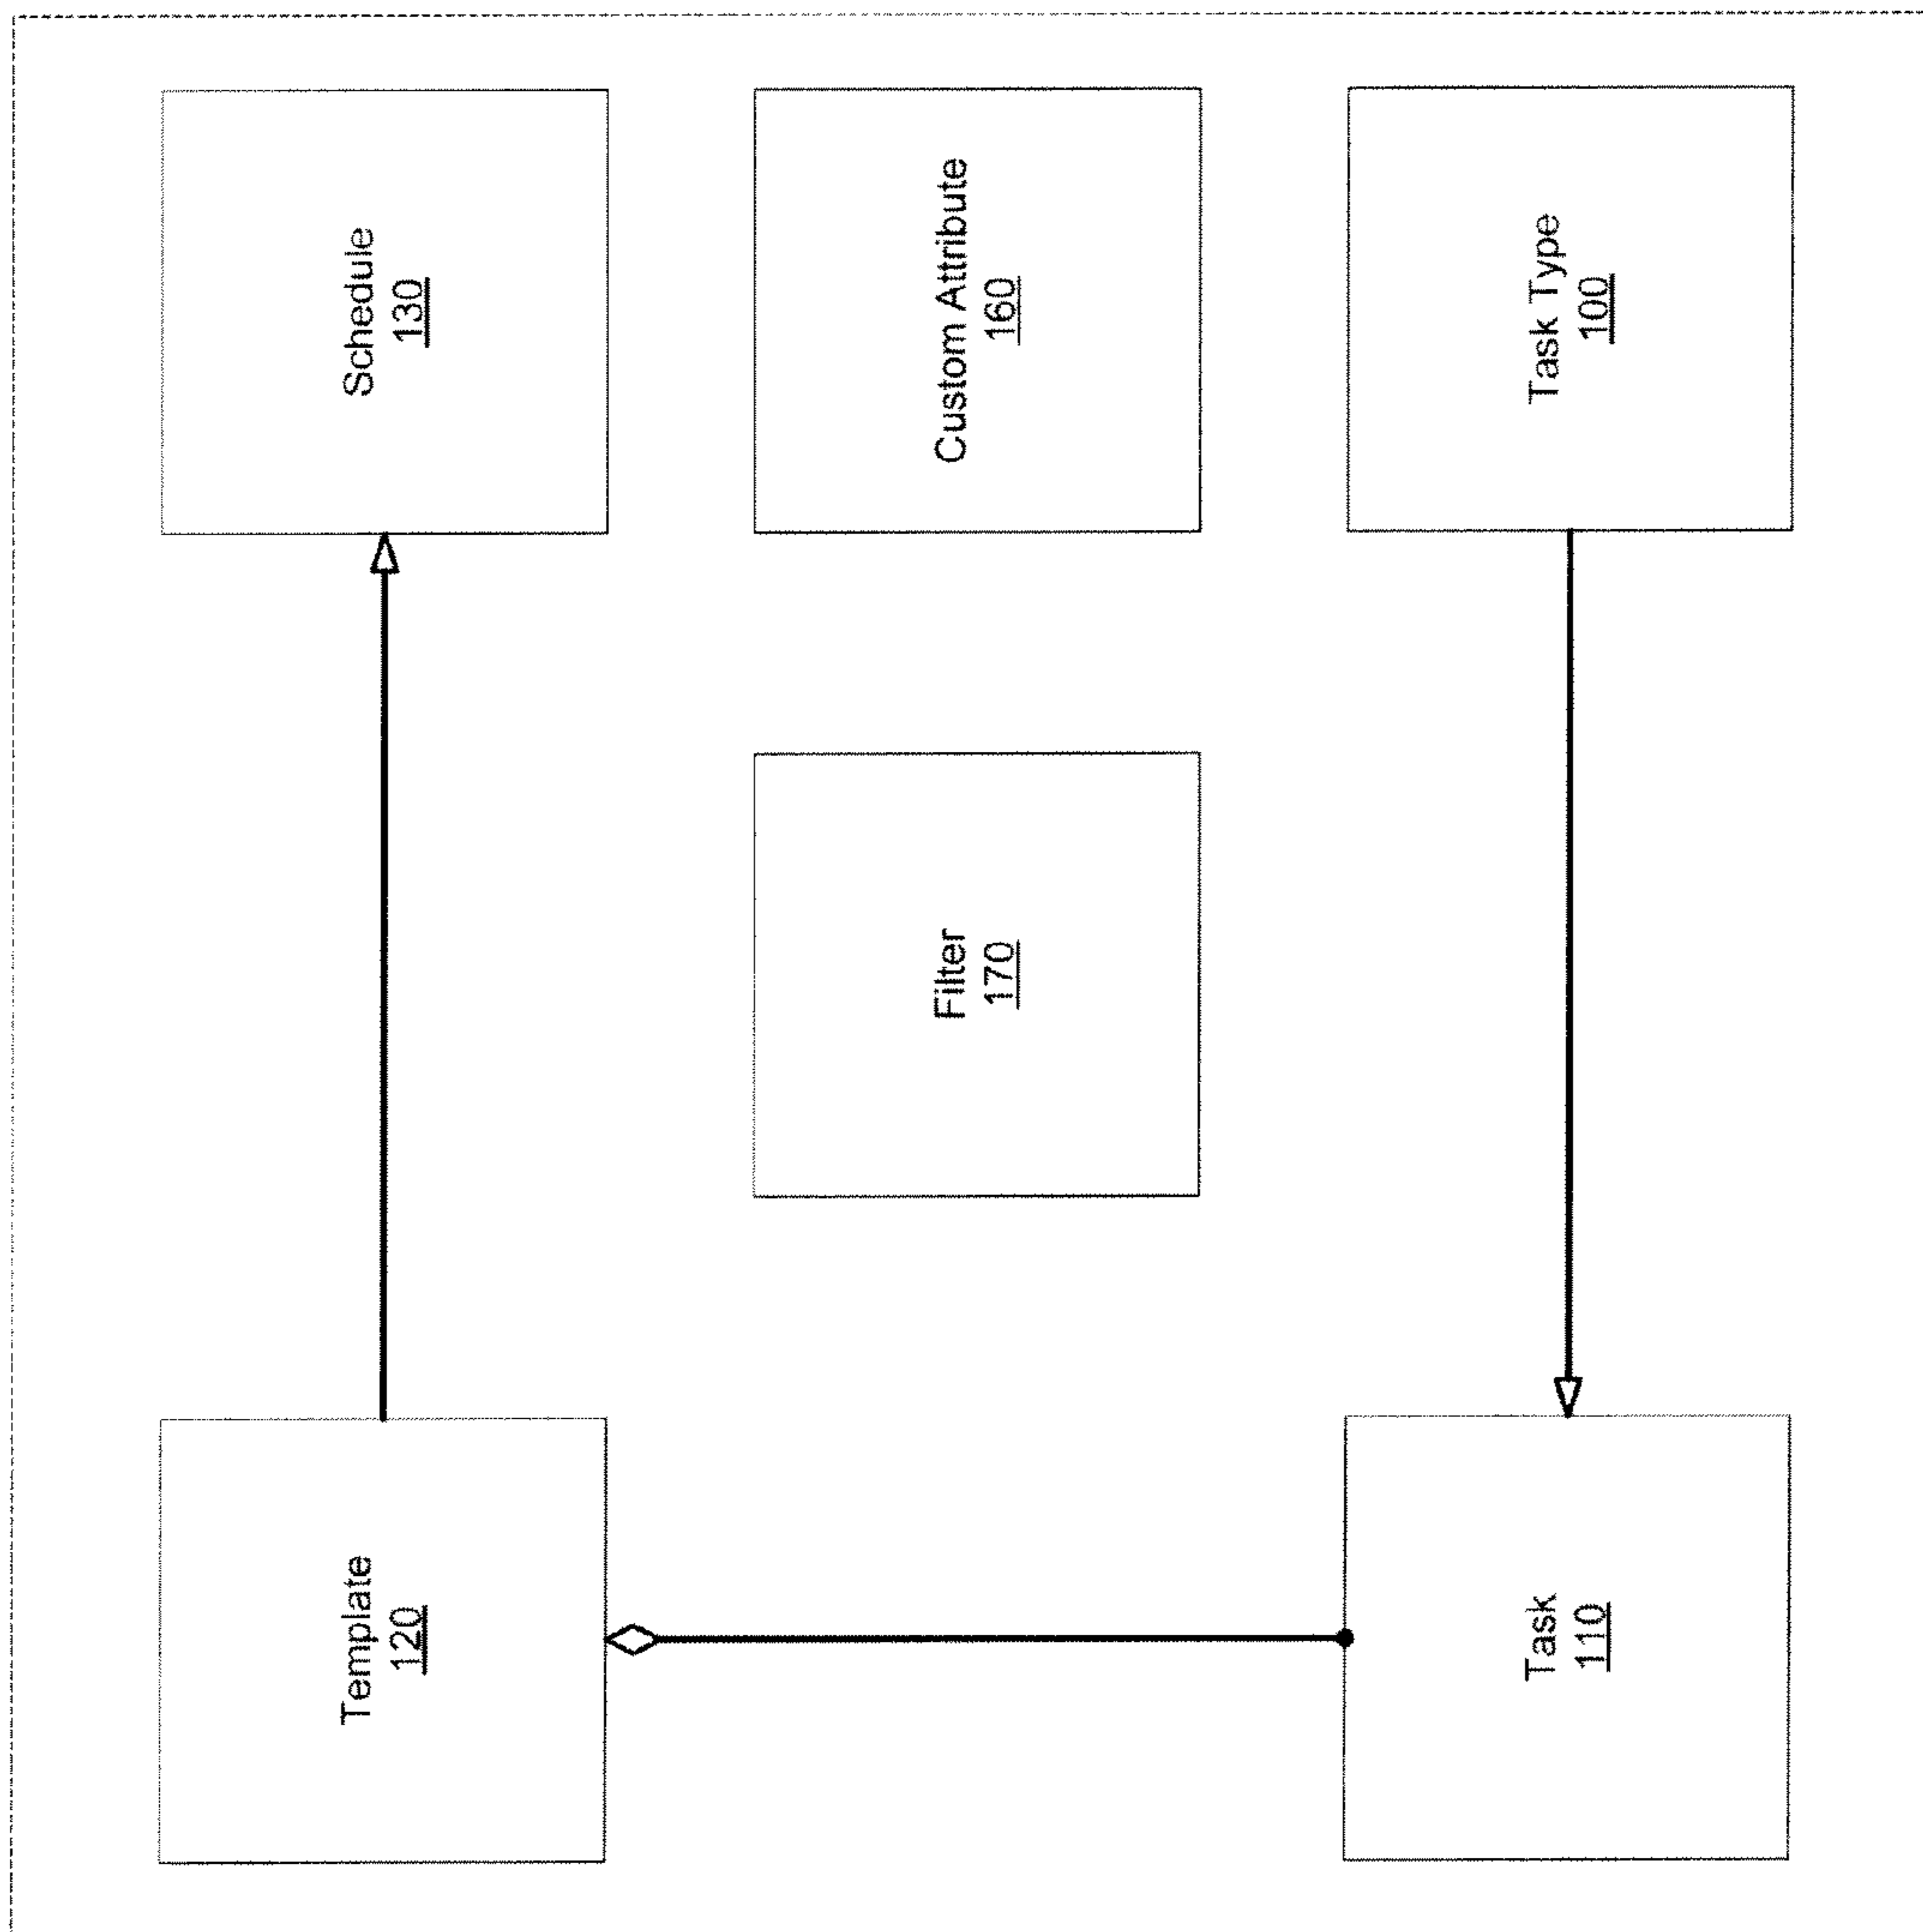 Template
120
Schedule
130
Filter
170
Custom Attribute
160
Task
110
Task Type
100